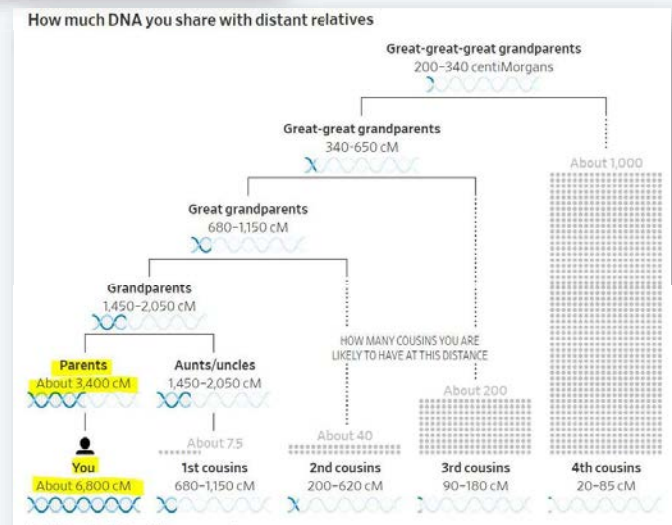 How much DNA you share with distant relatives
Great-great-great grandparents
200-340 centiMorgans
Great-great grandparents
340-650 cM
About 1,000
Great grandparents
680-1,150 cM
Grandparents
1,450-2,050 cM
HOW MANY COUSINS YOU ARE
LIKELY TO HAVE AT THIS DISTANCE
Parents
About 3,400 cM
Aunts/uncles
1,450-2,050 cM
About 200
About 7.5
About 40
You
About 6,800 cM
1st cousins
680-1,150 cM
2nd cousins
200-620 cM
3rd cousins
90-180 cM
4th cousins
20-85 cM